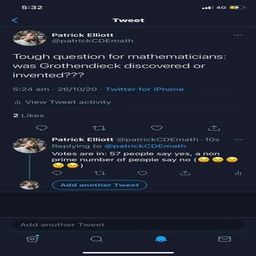 5:32
4G
Tweet
Patrick Elliott
@patrickCDEmath
Tough question for mathematicians:
was Grothendieck discovered or
invented???
5:24 am · 26/10/20 · Twitter for iPhone
View Tweet activity
2 Likes
Patrick Elliott @patrickCDEmath · 10s
Replying to @patrickCDEmath
Votes are in: 57 people say yes, a non
prime number of people say no (😏😏😏
😏😏)
Add another Tweet
Add another Tweet